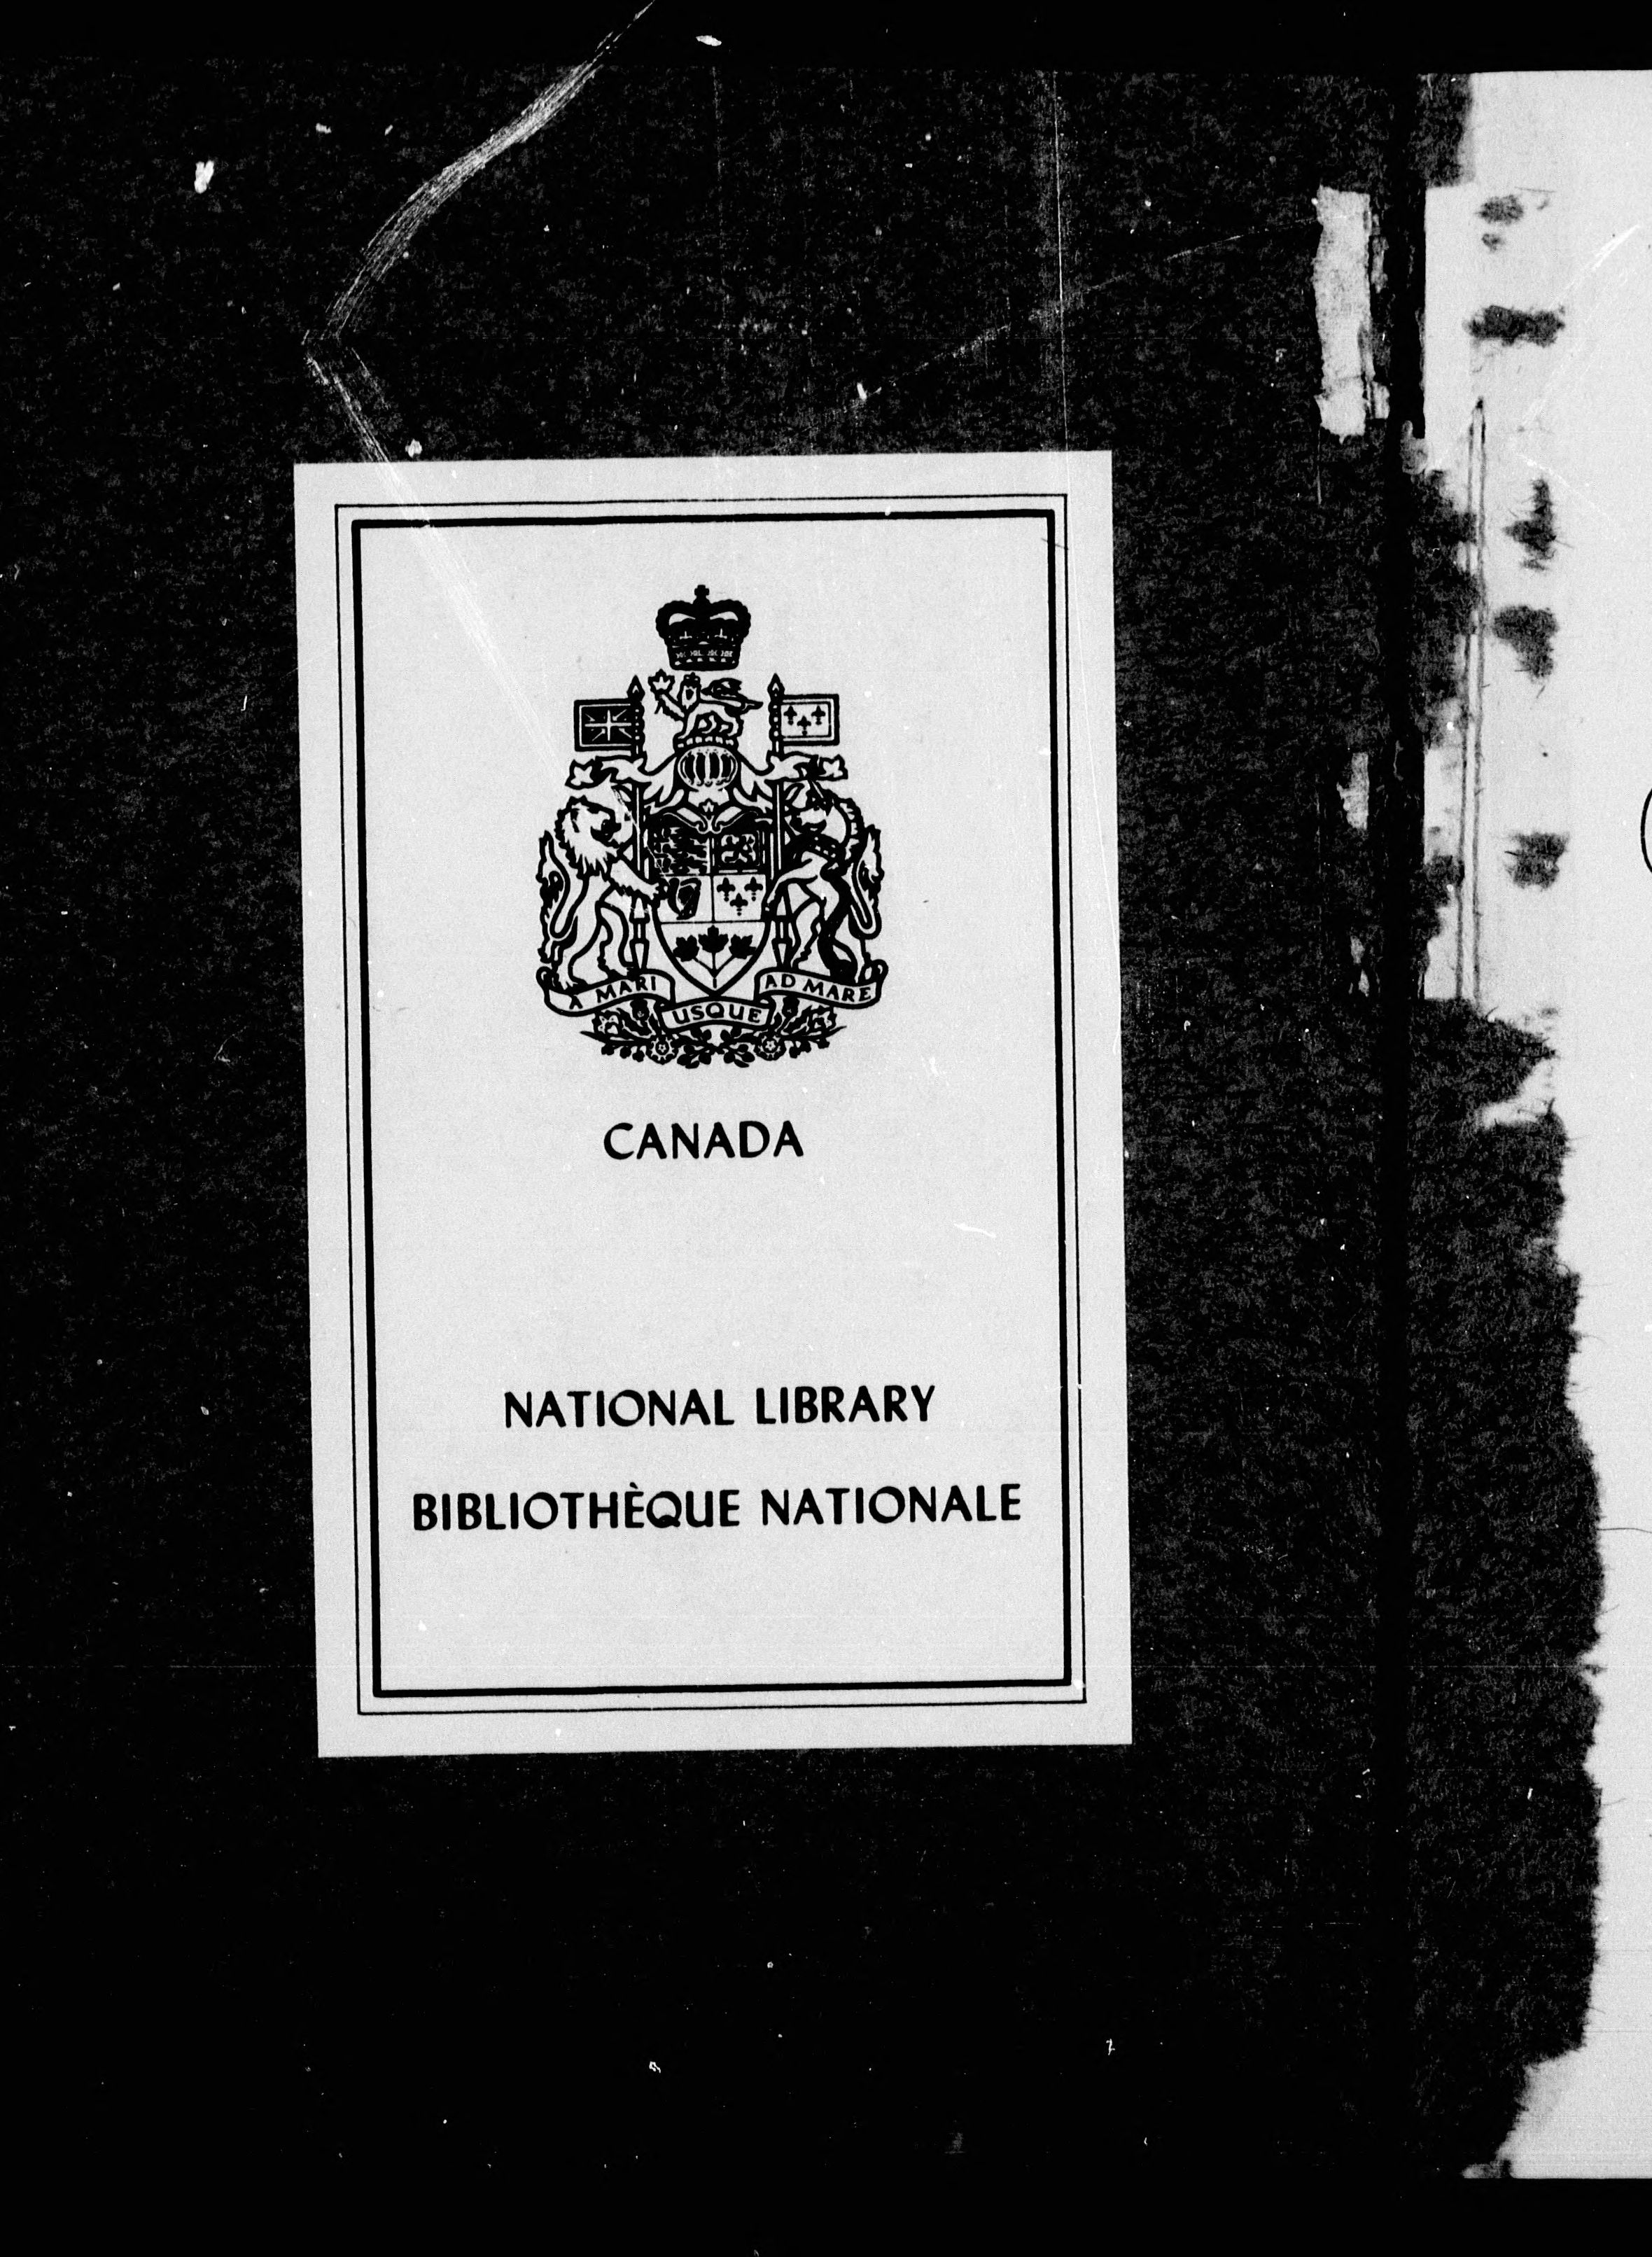 A MARI USQUE AD MARE
CANADA
NATIONAL LIBRARY
BIBLIOTHÈQUE NATIONALE